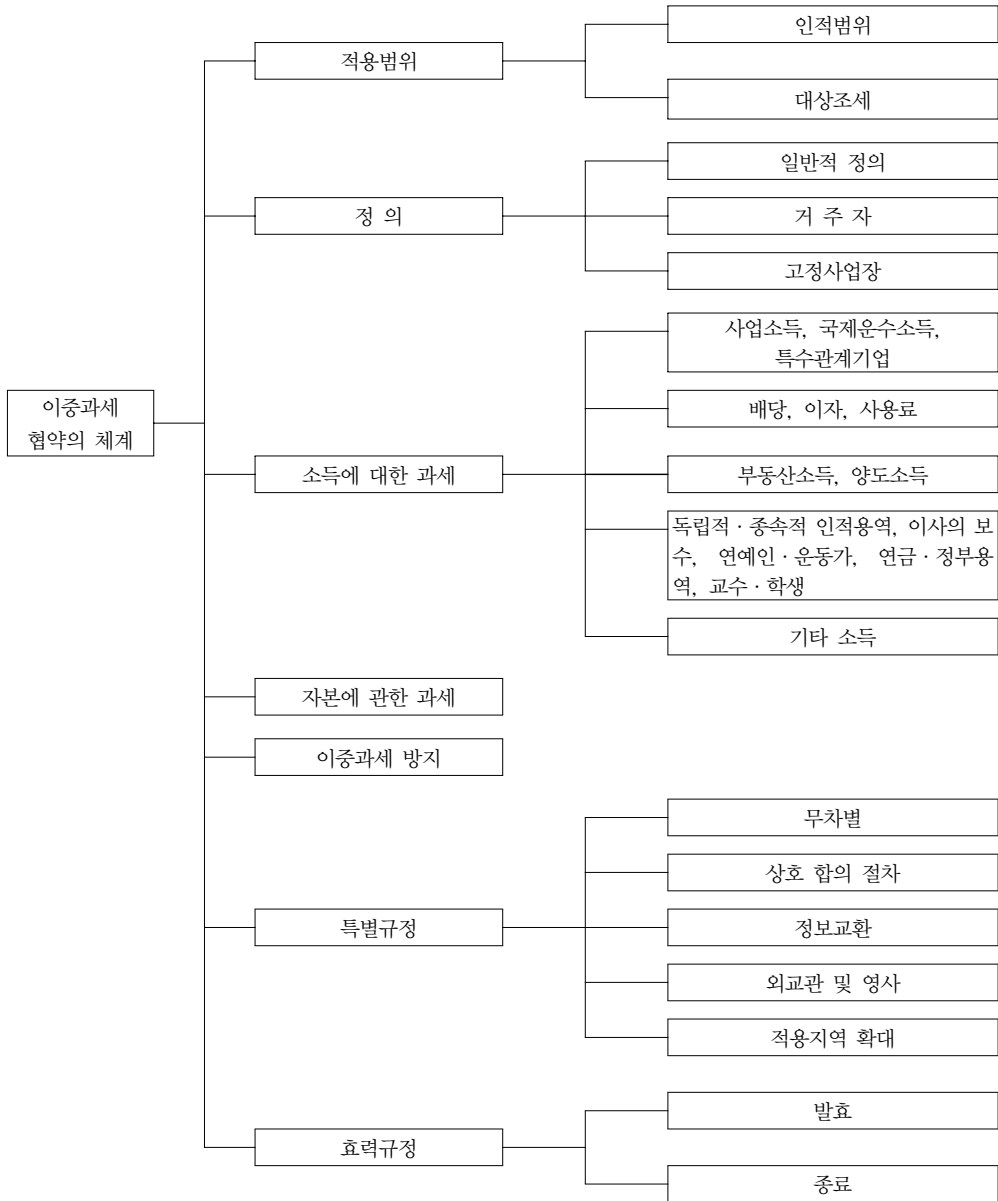 이중과세
협약의 체계
적용범위
인적범위
대상조세
정 의
일반적 정의
거 주 자
고정사업장
소득에 대한 과세
사업소득, 국제운수소득,
특수관계기업
배당, 이자, 사용료
부동산소득, 양도소득
독립적 · 종속적 인적용역, 이사의 보
수, 연예인 · 운동가, 연금 · 정부용
역, 교수 · 학생
기타 소득
자본에 관한 과세
이중과세 방지
특별규정
무차별
상호 합의 절차
정보교환
외교관 및 영사
적용지역 확대
효력규정
발효
종료